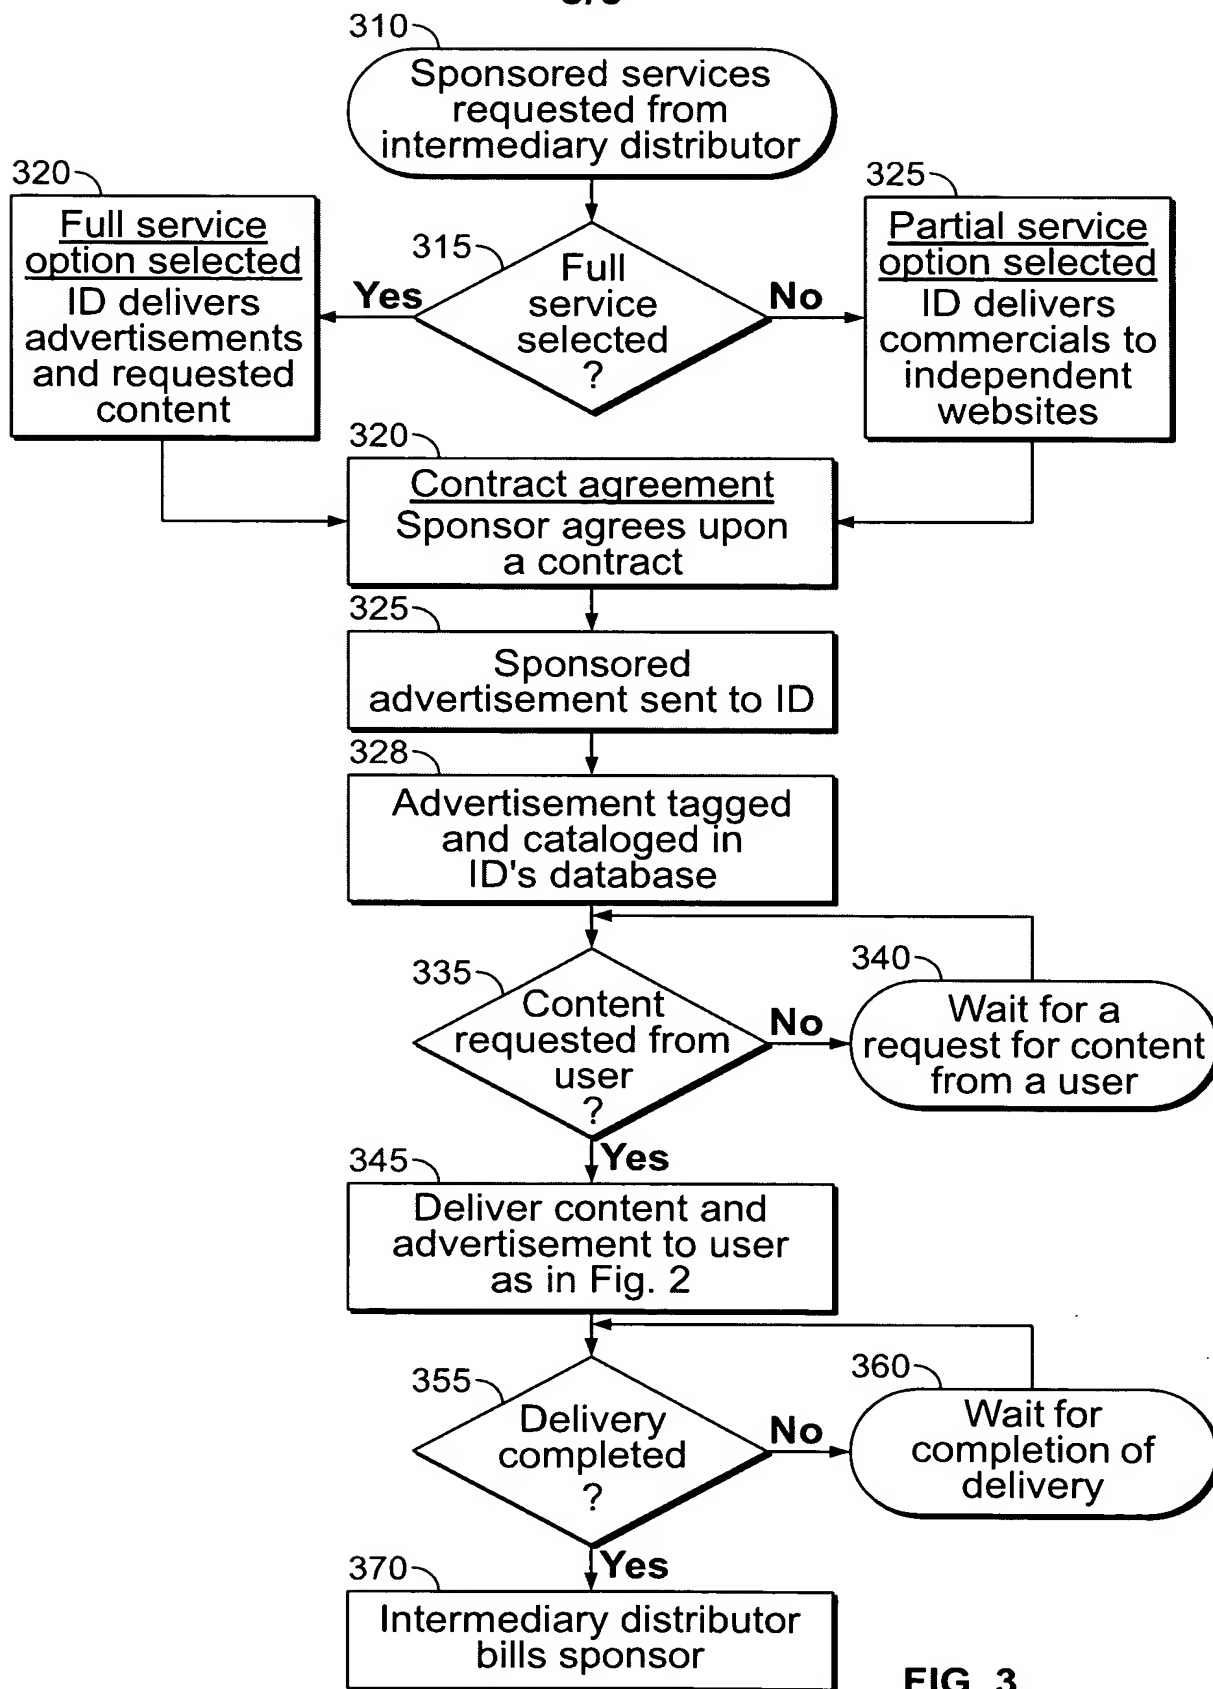 310
Sponsored services
requested from
intermediary distributor
320
Full service
option selected
ID delivers
advertisements
and requested
content
315
Full
service
selected
?
Yes
No
325
Partial service
option selected
ID delivers
commercials to
independent
websites
320
Contract agreement
Sponsor agrees upon
a contract
325
Sponsored
advertisement sent to ID
328
Advertisement tagged
and cataloged in
ID's database
335
Content
requested from
user
?
No
340
Wait for a
request for content
from a user
Yes
345
Deliver content and
advertisement to user
as in Fig. 2
355
Delivery
completed
?
No
360
Wait for
completion of
delivery
Yes
370
Intermediary distributor
bills sponsor
FIG. 3